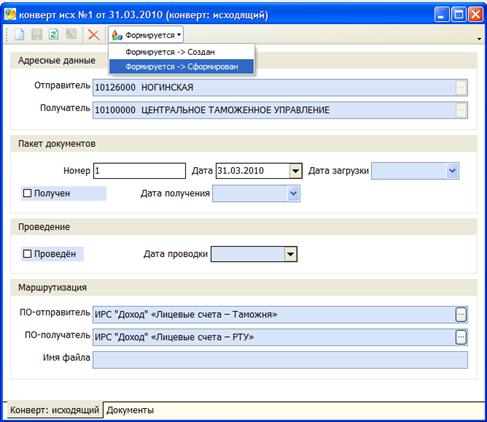 конверт исх №1 от 31.03.2010 (конверт: исходящий)
Формируется
Формируется -> Создан
Формируется -> Сформирован
Адресные данные
Отправитель 10126000 НОГИНСКАЯ
Получатель 10100000 ЦЕНТРАЛЬНОЕ ТАМОЖЕННОЕ УПРАВЛЕНИЕ
Пакет документов
Номер 1 Дата 31.03.2010 Дата загрузки
Получен Дата получения
Проведение
Проведён Дата проводки
Маршрутизация
ПО-отправитель ИРС "Доход" «Лицевые счета – Таможня»
ПО-получатель ИРС "Доход" «Лицевые счета – РТУ»
Имя файла
Конверт: исходящий Документы